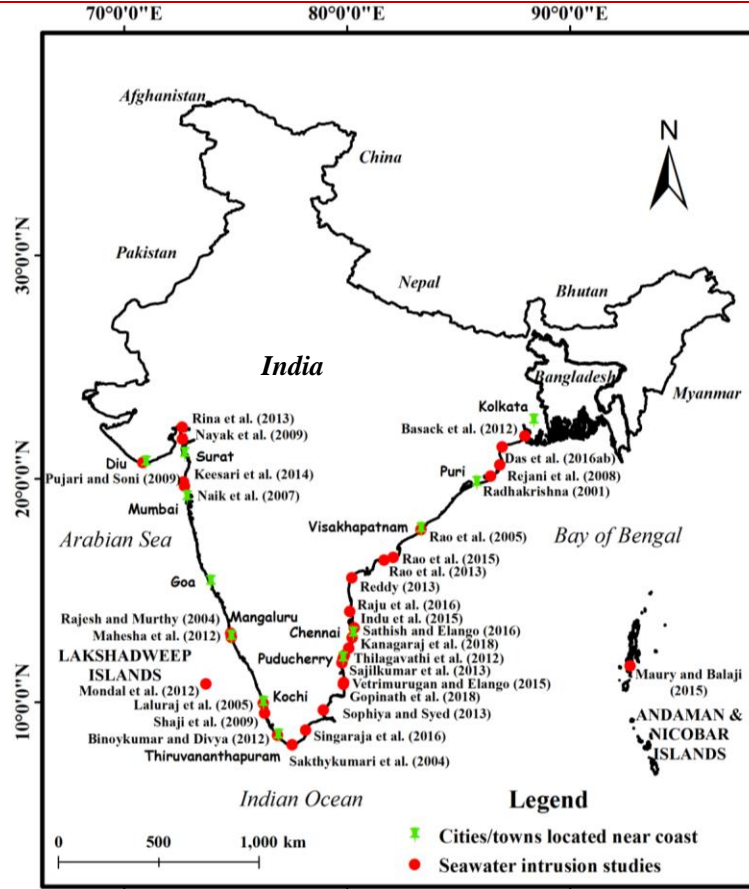 70°0'0"E
80°0'0"E
90°0'0"E
Afghanistan
China
N
Pakistan
30°0'0"N
Nepal
Bhutan
India
Bangladesh
Myanmar
Kolkata
Rina et al. (2013)
Basack et al. (2012)
Nayak et al. (2009)
Surat
Das et al. (2016ab)
Diu
Puri
Rejani et al. (2008)
Pujari and Soni (2009)
Keesari et al. (2014)
20°0'0"N
Radhakrishna (2001)
Naik et al. (2007)
Mumbai
Visakhapatnam
Rao et al. (2005)
Arabian Sea
Bay of Bengal
Rao et al. (2015)
Rao et al. (2013)
Goa
Reddy (2013)
Raju et al. (2016)
Rajesh and Murthy (2004)
Mangaluru
Indu et al. (2015)
Mahesha et al. (2012)
Chennai
Sathish and Elango (2016)
Kanagaraj et al. (2018)
LAKSHADWEEP
ISLANDS
Puducherry
Thilagavathi et al. (2012)
Sajilkumar et al. (2013)
Maury and Balaji
(2015)
Mondal et al. (2012)
Kochi
Vetrimurugan and Elango (2015)
Laluraj et al. (2005)
Gopinath et al. (2018)
10°0'0"N
Shaji et al. (2009)
Sophiya and Syed (2013)
ANDAMAN &
NICOBAR
ISLANDS
Binoykumar and Divya (2012)
Singaraja et al. (2016)
Thiruvananthapuram
Sakthykumari et al. (2004)
Indian Ocean
Legend
0 500 1,000 km
Cities/towns located near coast
Seawater intrusion studies